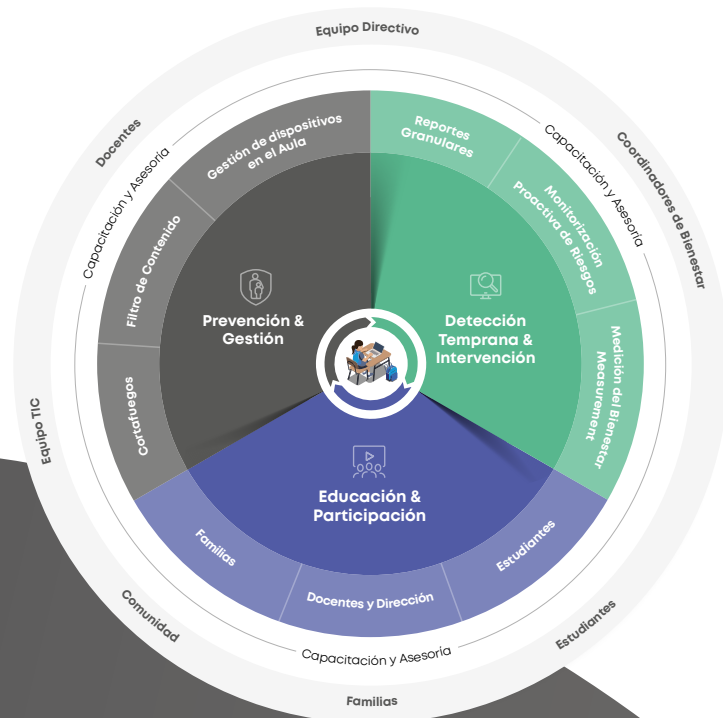 Equipo Directivo
Docentes
Coordinadores de Bienestar
Equipo TIC
Comunidad
Familias
Estudiantes
Capacitación y Asesoría
Capacitación y Asesoría
Capacitación y Asesoría
Gestión de dispositivos
en el Aula
Filtro de Contenido
Cortafuegos
Reportes
Granulares
Monitorización
Proactiva de Riesgos
Medición del Bienestar
Measurement
Prevención &
Gestión
Detección
Temprana &
Intervención
Educación &
Participación
Familias
Docentes y Dirección
Estudiantes